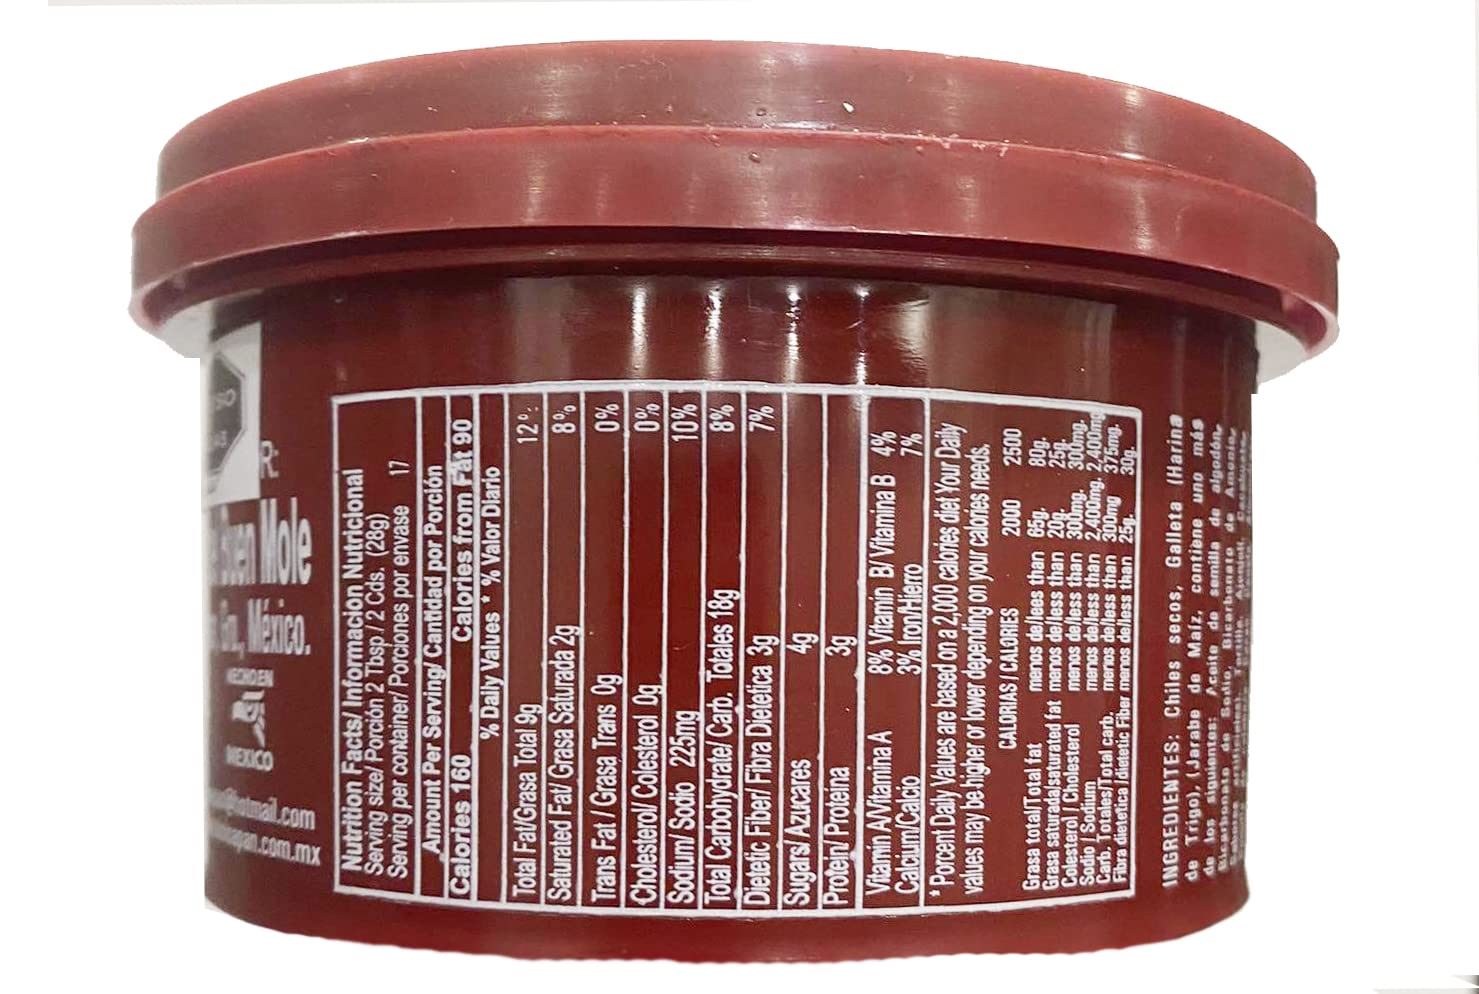 R:
Buen Mole
Gro., México.
HECHO EN
MEXICO
@hotmail.com
apan.com.mx
Nutrition Facts/ Informacion Nutricional
Serving size/ Porción 2 Tbsp / 2 Cds. (28g)
Serving per container/ Porciones por envase 17
Amount Per Serving/ Cantidad por Porción
Calories 160 Calories from Fat 90
% Daily Values * % Valor Diario
Total Fat/Grasa Total 9g 12%
Saturated Fat/ Grasa Saturada 2g 8%
Trans Fat / Grasa Trans 0g 0%
Cholesterol/ Colesterol 0g 0%
Sodium/ Sodio 225mg 10%
Total Carbohydrate/ Carb. Totales 18g 8%
Dietetic Fiber/ Fibra Dietetica 3g 7%
Sugars/ Azucares 4g
Protein/ Proteina 3g
Vitamin A/Vitamina A 8% Vitamin B/ Vitamina B 4%
Calcium/Calcio 3% Iron/Hierro 7%
* Porcent Daily Values are based on a 2,000 calories diet Your Daily
values may be higher or lower depending on your calories needs.
CALORIAS / CALORIES 2000 2500
Grasa total/Total fat menos de/lees than 65g. 80g.
Grasa saturada/saturated fat menos de/less than 20g. 25g.
Colesterol / Cholesterol menos de/less than 300mg. 300mg.
Sodio / Sodium menos de/less than 2,400mg. 2,400mg
Carb. Totales/Total carb. menos de/less than 300mg 375mg.
Fibra dietetica /dietetic Fiber menos de/less than 25g. 30g.
INGREDIENTES: Chiles secos, Galleta (Harina
de Trigo), (Jarabe de Maíz, contiene uno más
de los siguientes: Aceite de semilla de algodón,
Bicarbonato de Sodio, Bicarbonato de Amonio,